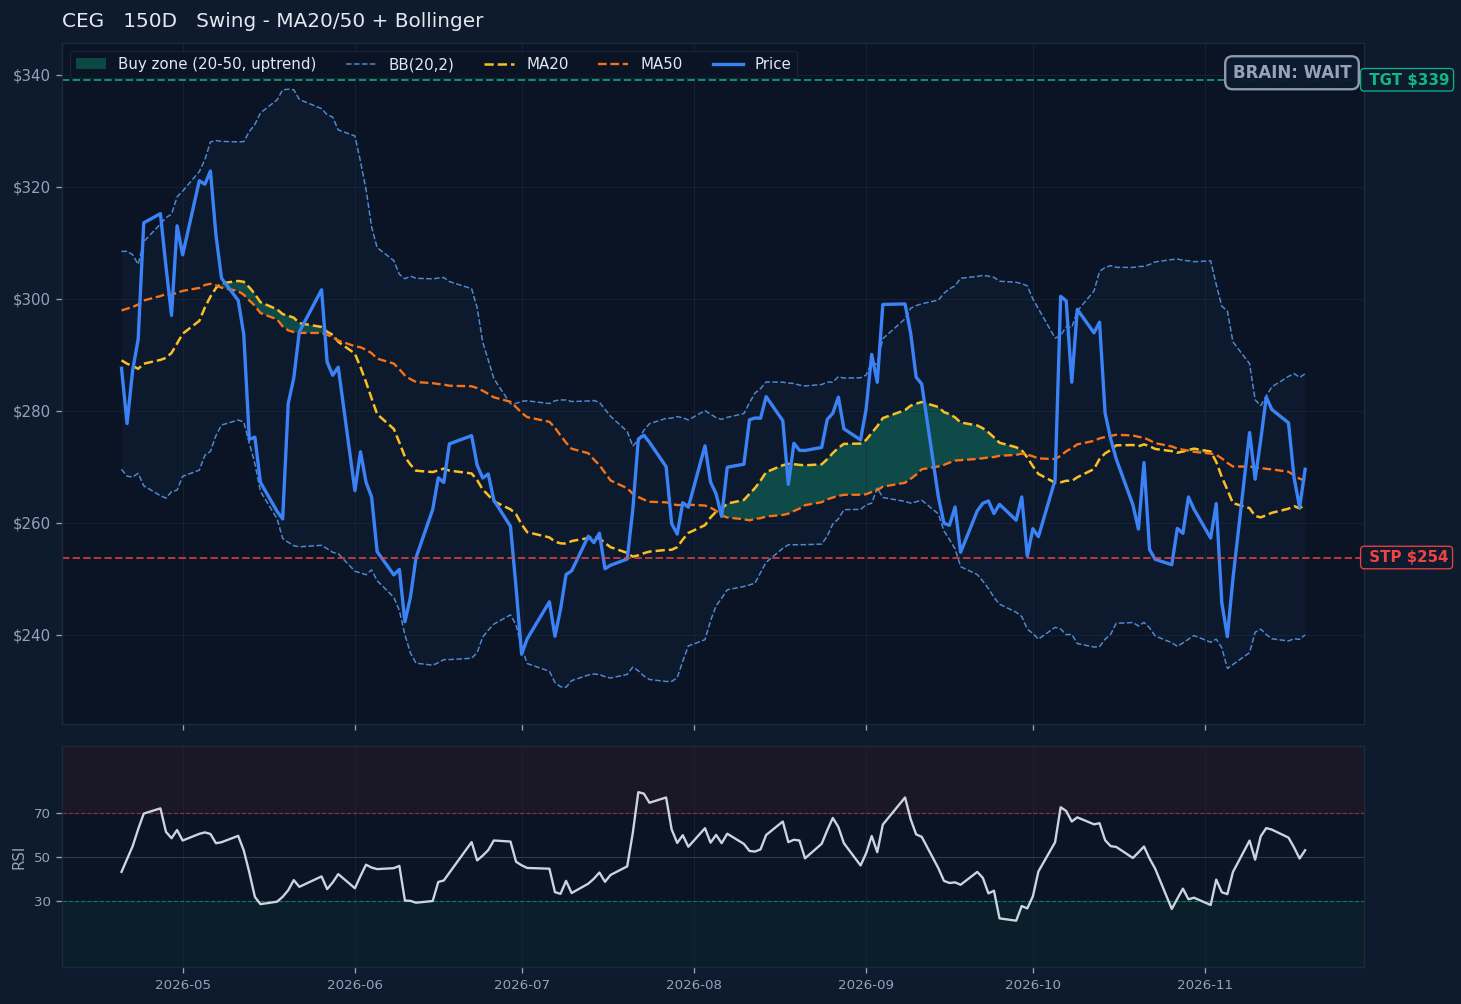 CEG   150D   Swing - MA20/50 + Bollinger
Buy zone (20-50, uptrend)   BB(20,2)   MA20   MA50   Price
BRAIN: WAIT
TGT $339
$340
$320
$300
$280
$260
STP $254
$240
RSI
70
50
30
2026-05   2026-06   2026-07   2026-08   2026-09   2026-10   2026-11